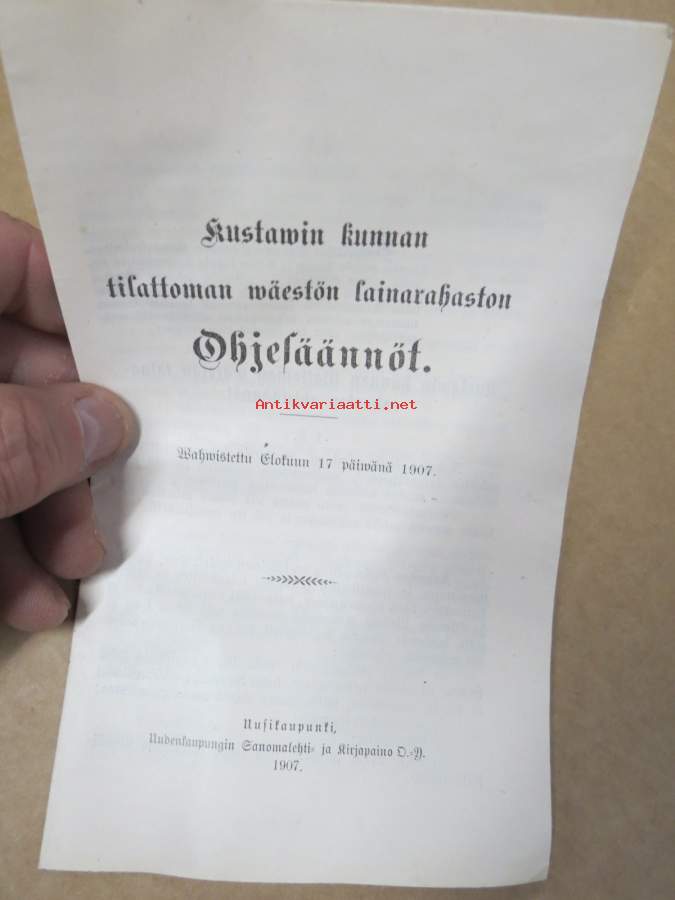 Kustawin kunnan
tilattoman wäestön lainarahaston
Ohjesäännöt.
Antikvariaatti.net
Wahwistettu Elokuun 17 päiwänä 1907.
Uusikaupunki,
Uudenkaupungin Sanomalehti- ja Kirjapaino O.-Y.
1907.